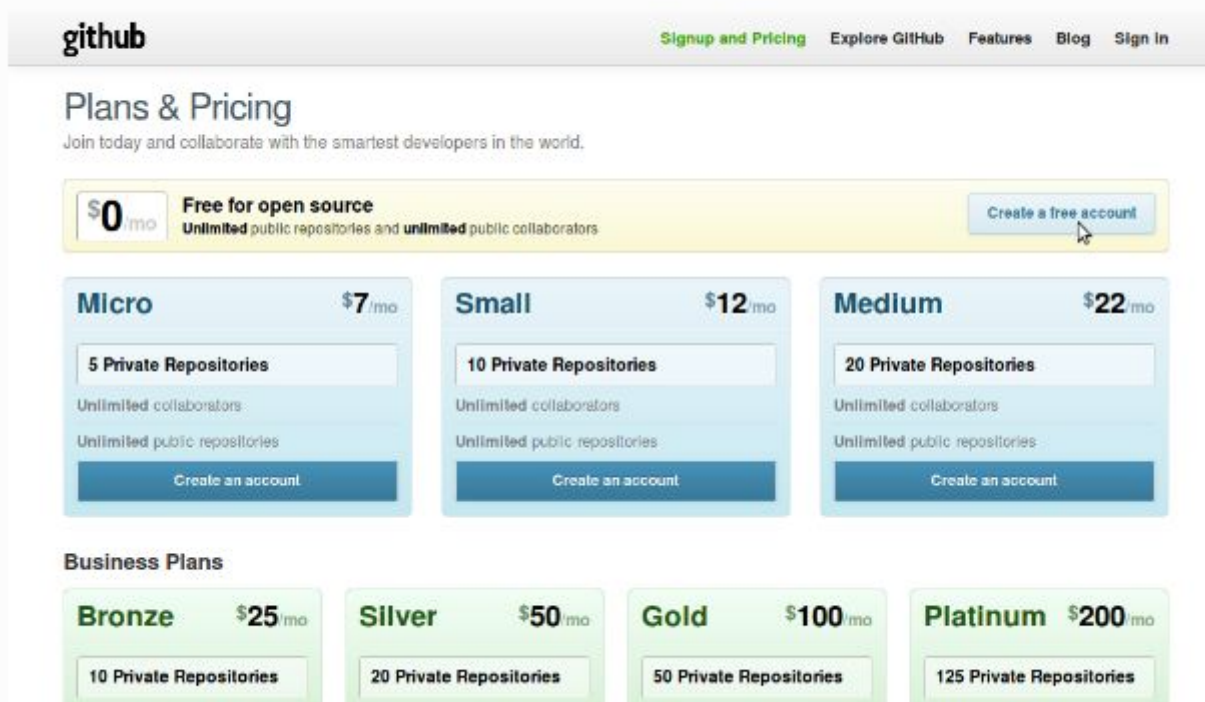 github
Signup and Pricing Explore GitHub Features Blog Sign in
Plans & Pricing
Join today and collaborate with the smartest developers in the world.
$0/mo
Free for open source
Unlimited public repositories and unlimited public collaborators
Create a free account
Micro $7/mo
5 Private Repositories
Unlimited collaborators
Unlimited public repositories
Create an account
Small $12/mo
10 Private Repositories
Unlimited collaborators
Unlimited public repositories
Create an account
Medium $22/mo
20 Private Repositories
Unlimited collaborators
Unlimited public repositories
Create an account
Business Plans
Bronze $25/mo
10 Private Repositories
Silver $50/mo
20 Private Repositories
Gold $100/mo
50 Private Repositories
Platinum $200/mo
125 Private Repositories